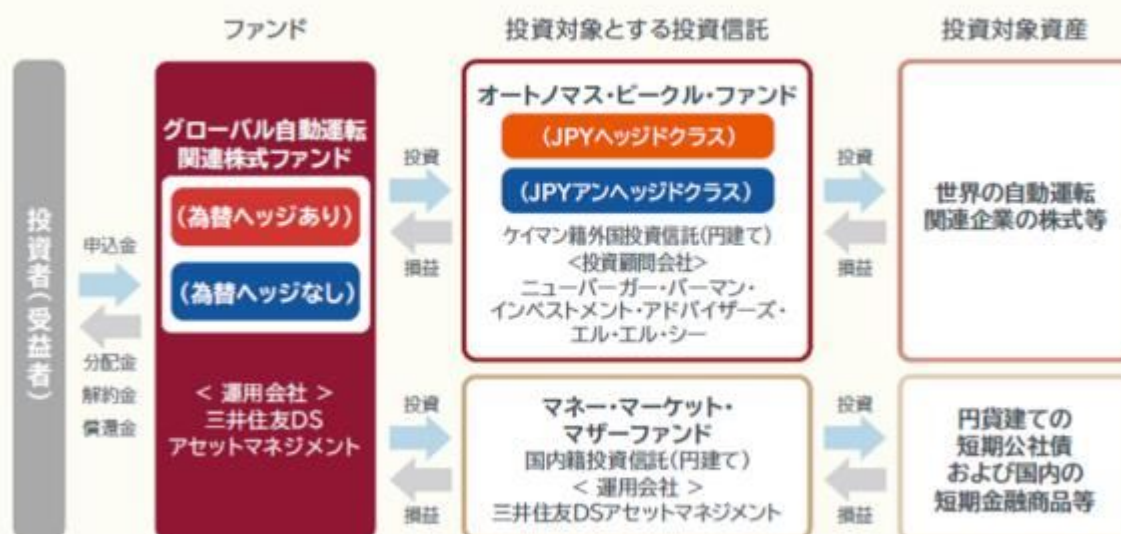 ファンド
投資対象とする投資信託
投資対象資産
投資者(受益者)
申込金
分配金
解約金
償還金
グローバル自動運転
関連株式ファンド
(為替ヘッジあり)
(為替ヘッジなし)
< 運用会社 >
三井住友DS
アセットマネジメント
投資
損益
投資
損益
オートノマス・ビークル・ファンド
(JPYヘッジドクラス)
(JPYアンヘッジドクラス)
ケイマン籍外国投資信託(円建て)
<投資顧問会社>
ニューバーガー・バーマン・
インベストメント・アドバイザーズ・
エル・エル・シー
マネー・マーケット・
マザーファンド
国内籍投資信託(円建て)
< 運用会社 >
三井住友DSアセットマネジメント
投資
損益
投資
損益
世界の自動運転
関連企業の株式等
円貨建ての
短期公社債
および国内の
短期金融商品等